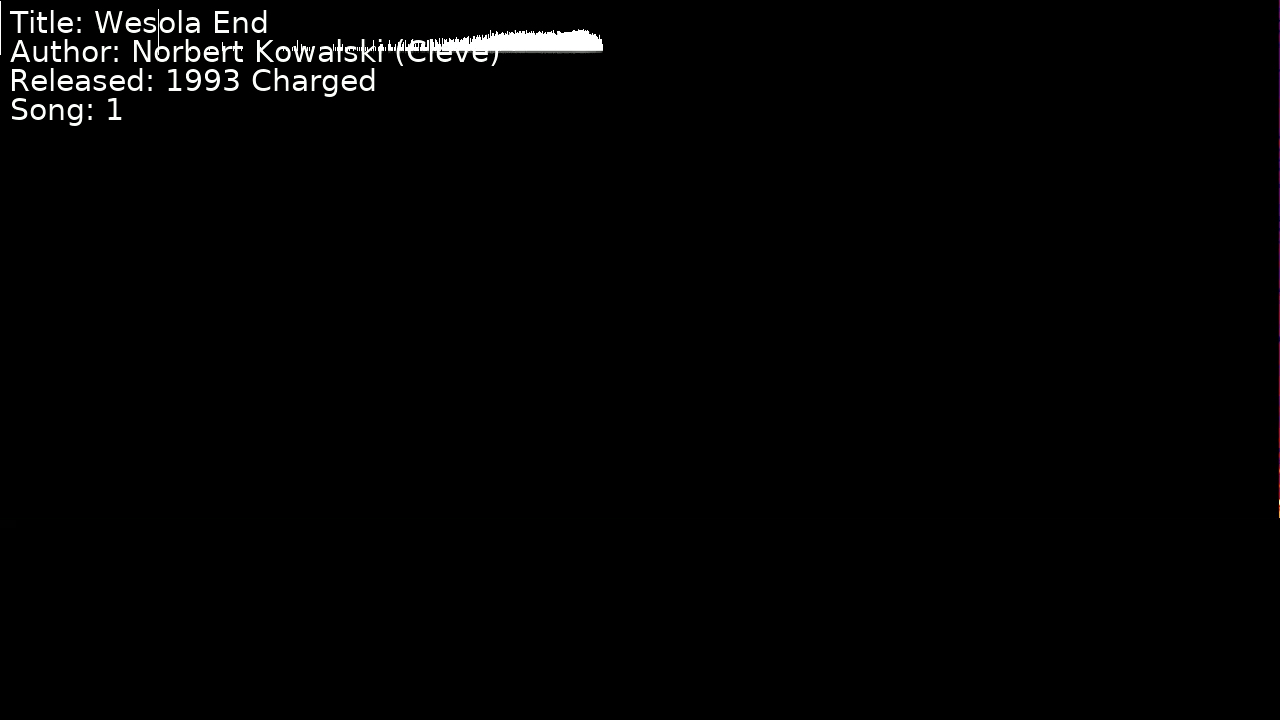 Title: Wesola End
Author: Norbert Kowalski (Cleve)
Released: 1993 Charged
Song: 1